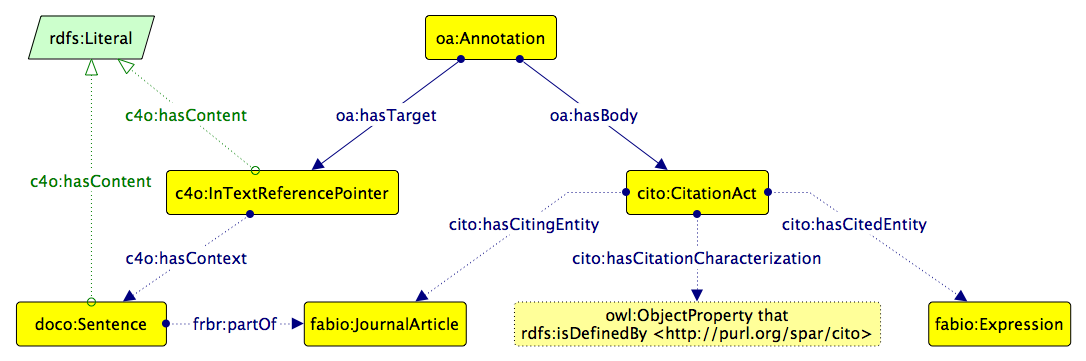 rdfs:Literal
oa:Annotation
c4o:hasContent
oa:hasTarget
oa:hasBody
c4o:hasContent
c4o:InTextReferencePointer
cito:CitationAct
cito:hasCitingEntity
cito:hasCitedEntity
c4o:hasContext
cito:hasCitationCharacterization
doco:Sentence
frbr:partOf
fabio:JournalArticle
owl:ObjectProperty that
rdfs:isDefinedBy <http://purl.org/spar/cito>
fabio:Expression